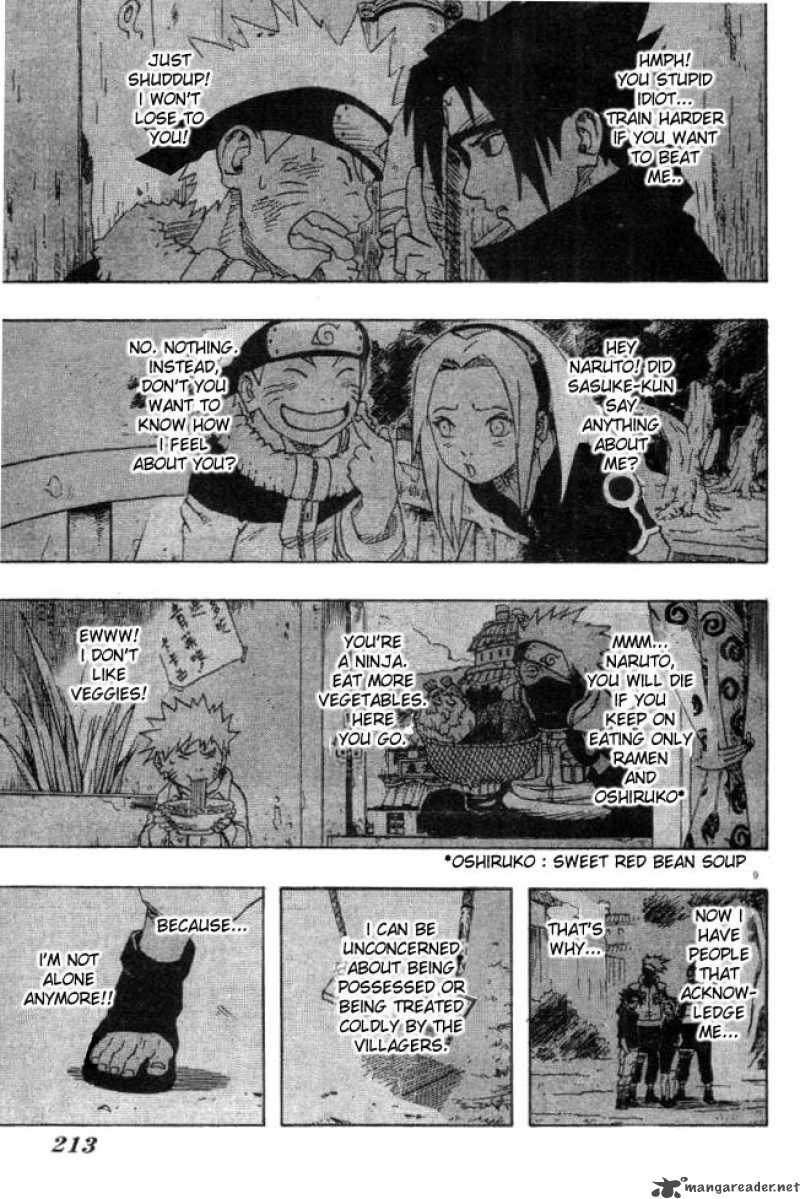 HMPH!
YOU STUPID
IDIOT...
TRAIN HARDER
IF YOU WANT
TO BEAT
ME..
JUST
SHUDDUP!
I WON'T
LOSE TO
YOU!
HEY
NARUTO! DID
SASUKE-KUN
SAY
ANYTHING
ABOUT
ME?
NO. NOTHING.
INSTEAD,
DON'T YOU
WANT TO
KNOW HOW
I FEEL
ABOUT YOU?
MMM...
NARUTO,
YOU WILL DIE
IF YOU
KEEP ON
EATING ONLY
RAMEN
AND
OSHIRUKO*
YOU'RE
A NINJA.
EAT MORE
VEGETABLES.
HERE
YOU GO.
EWWW!
I DON'T
LIKE
VEGGIES!
*OSHIRUKO : SWEET RED BEAN SOUP
9
NOW I
HAVE
PEOPLE
THAT
ACKNOW-
LEDGE
ME...
THAT'S
WHY...
I CAN BE
UNCONCERNED
ABOUT BEING
POSSESSED OR
BEING TREATED
COLDLY BY THE
VILLAGERS.
BECAUSE...
I'M NOT
ALONE
ANYMORE!!
213
mangareader.net